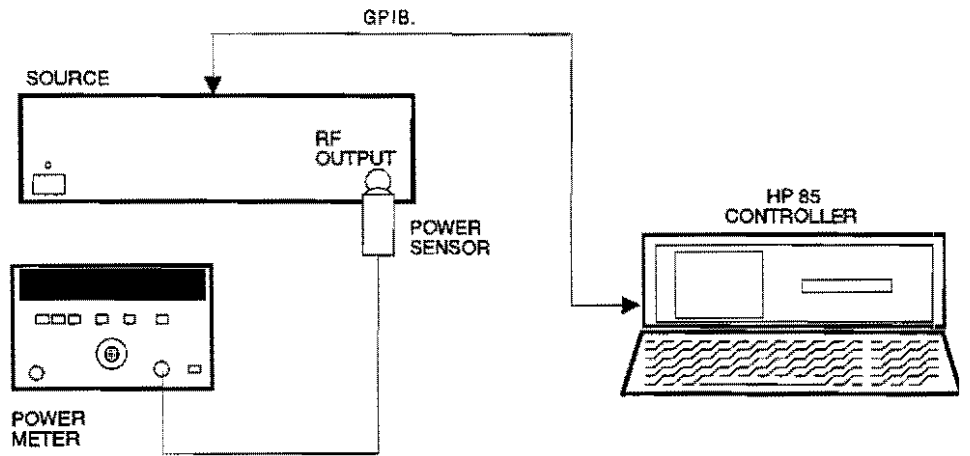 GPIB.
SOURCE
RF
OUTPUT
POWER
SENSOR
HP 85
CONTROLLER
POWER
METER